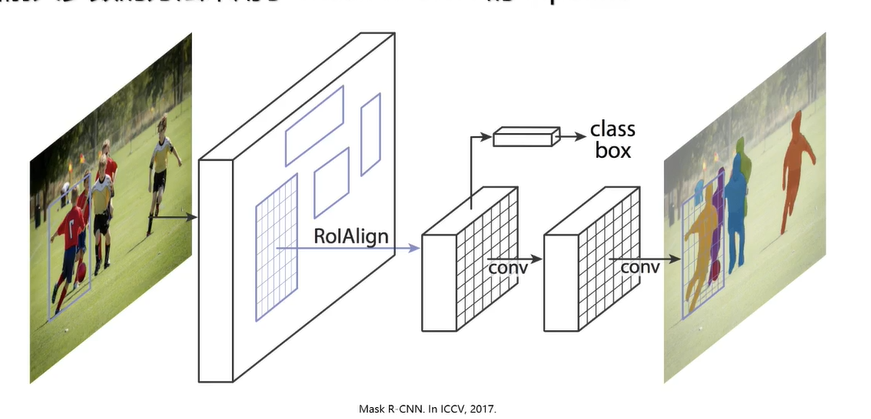 class
box
RoIAlign
conv
conv
Mask R-CNN. In ICCV, 2017.